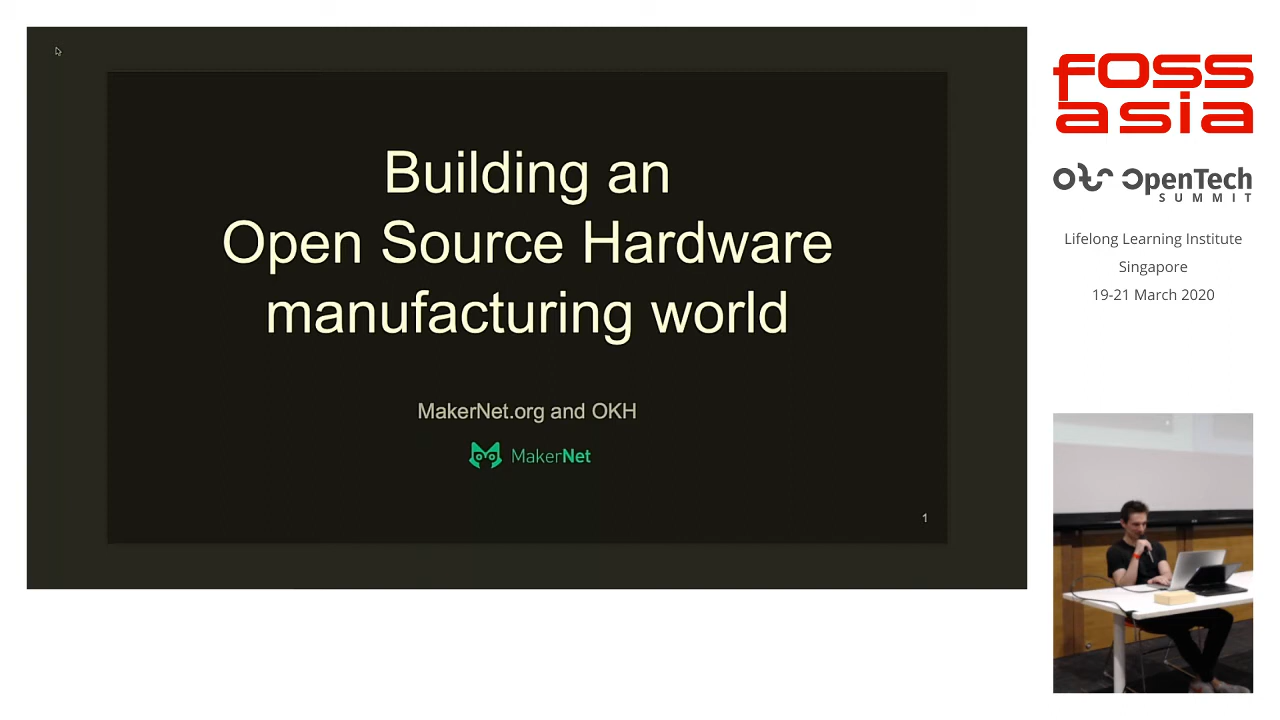 Building an
Open Source Hardware
manufacturing world
MakerNet.org and OKH
MakerNet
1
foss
asia
OpenTech
SUMMIT
Lifelong Learning Institute
Singapore
19-21 March 2020